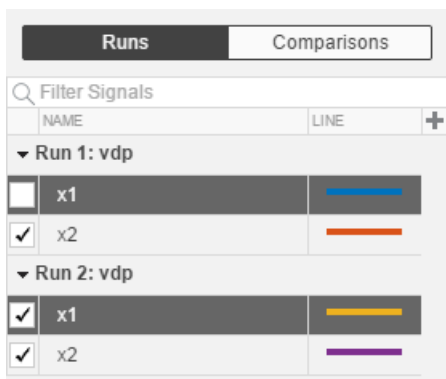 Runs Comparisons
Filter Signals
NAME LINE
Run 1: vdp
x1
x2
Run 2: vdp
x1
x2